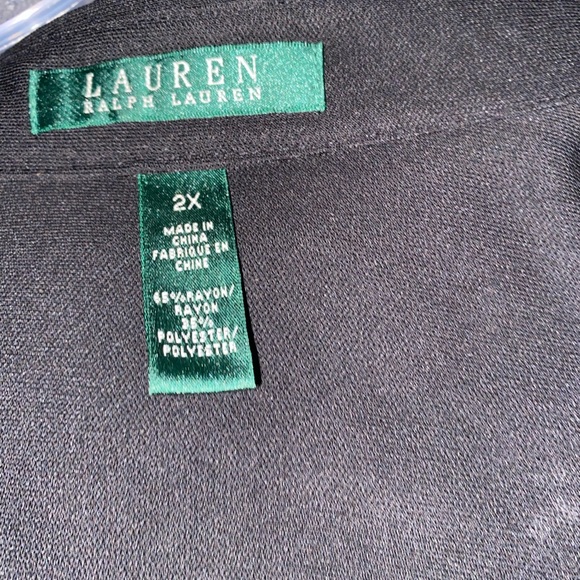 LAUREN
RALPH LAUREN
2X
MADE IN
CHINA
FABRIQUE EN
CHINE
65%RAYON/
RAYON
35%
POLYESTER/
POLYESTER